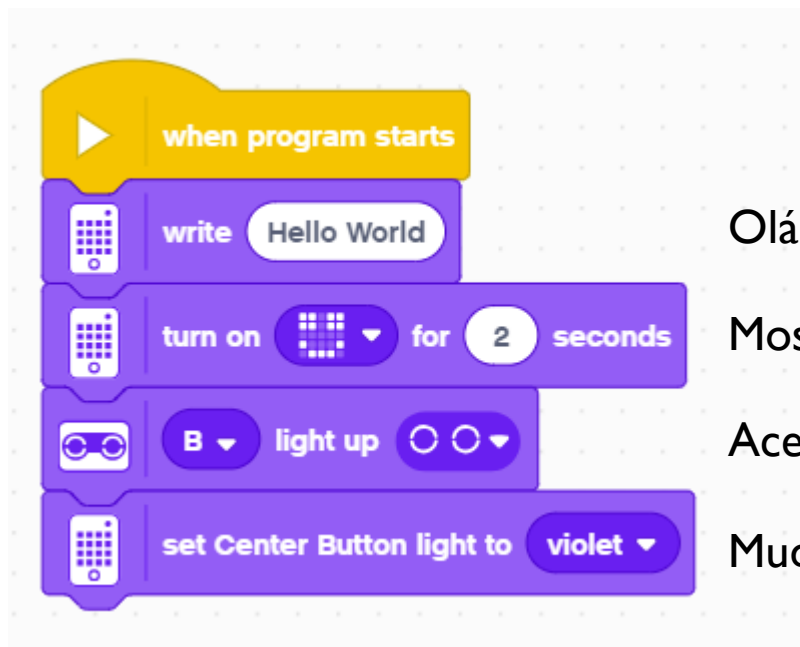 when program starts
write Hello World
Olá
turn on for 2 seconds
Mos
B light up
Ace
set Center Button light to violet
Mud